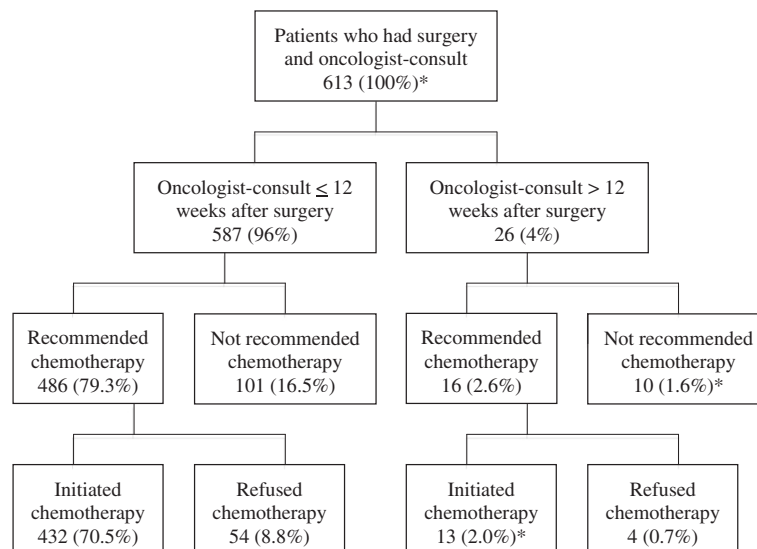 Patients who had surgery
and oncologist-consult
613 (100%)*
Oncologist-consult ≤ 12
weeks after surgery
587 (96%)
Oncologist-consult > 12
weeks after surgery
26 (4%)
Recommended
chemotherapy
486 (79.3%)
Not recommended
chemotherapy
101 (16.5%)
Recommended
chemotherapy
16 (2.6%)
Not recommended
chemotherapy
10 (1.6%)*
Initiated
chemotherapy
432 (70.5%)
Refused
chemotherapy
54 (8.8%)
Initiated
chemotherapy
13 (2.0%)*
Refused
chemotherapy
4 (0.7%)